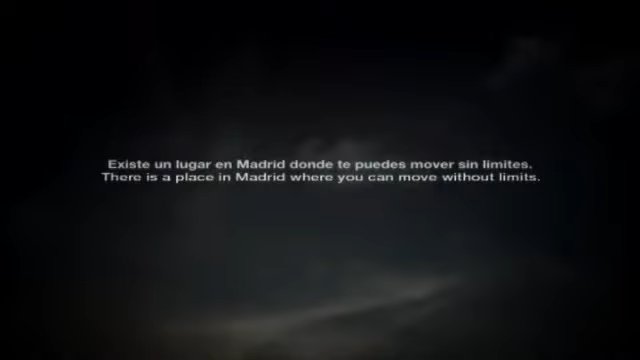 Existe un lugar en Madrid donde te puedes mover sin limites.
There is a place in Madrid where you can move without limits.